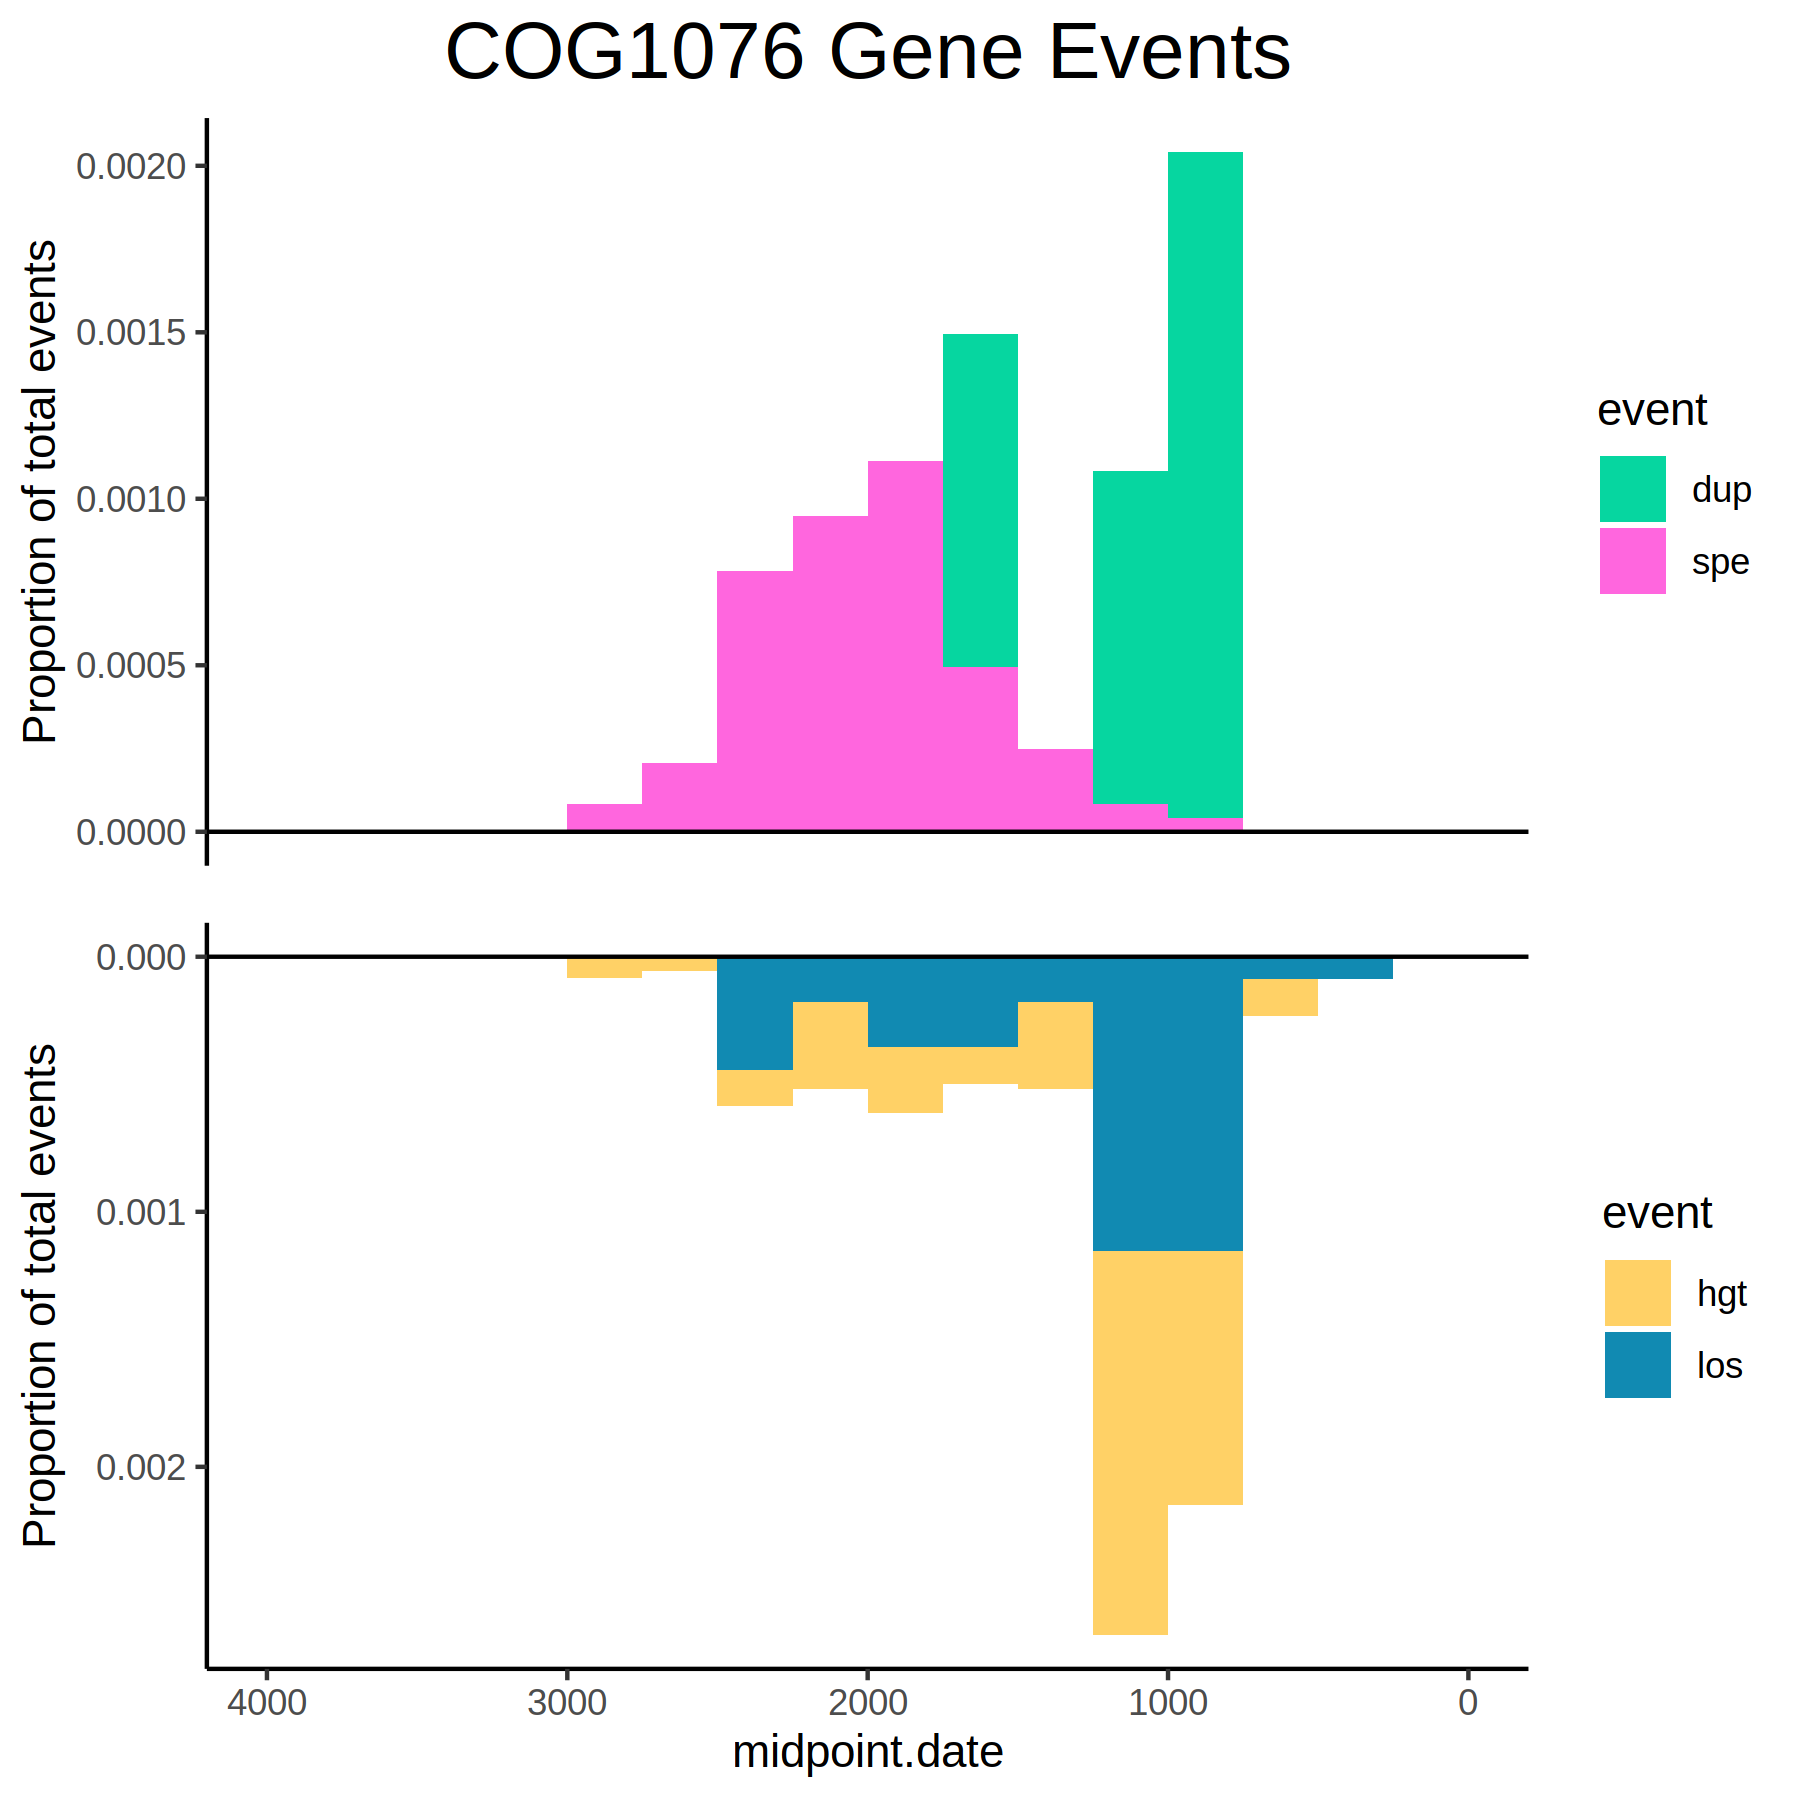 COG1076 Gene Events
Proportion of total events
0.0020
0.0015
0.0010
0.0005
0.0000
event
dup
spe
Proportion of total events
0.000
0.001
0.002
event
hgt
los
4000 3000 2000 1000 0
midpoint.date